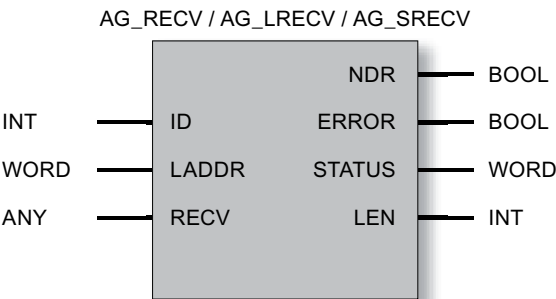 AG_RECV / AG_LRECV / AG_SRECV
NDR BOOL
INT ID ERROR BOOL
WORD LADDR STATUS WORD
ANY RECV LEN INT